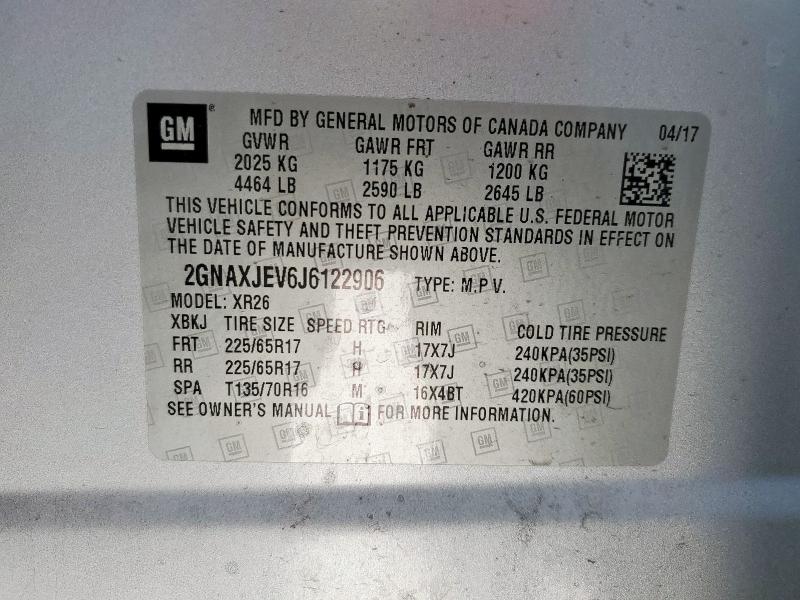 GM ® MFD BY GENERAL MOTORS OF CANADA COMPANY 04/17
GVWR GAWR FRT GAWR RR
2025 KG 1175 KG 1200 KG
4464 LB 2590 LB 2645 LB
THIS VEHICLE CONFORMS TO ALL APPLICABLE U.S. FEDERAL MOTOR
VEHICLE SAFETY AND THEFT PREVENTION STANDARDS IN EFFECT ON
THE DATE OF MANUFACTURE SHOWN ABOVE.
2GNAXJEV6J6122906 TYPE: M.P.V.
MODEL: XR26
XBKJ TIRE SIZE SPEED RTG RIM COLD TIRE PRESSURE
FRT 225/65R17 H 17X7J 240KPA(35PSI)
RR 225/65R17 H 17X7J 240KPA(35PSI)
SPA T135/70R16 M 16X4BT 420KPA(60PSI)
SEE OWNER'S MANUAL FOR MORE INFORMATION.